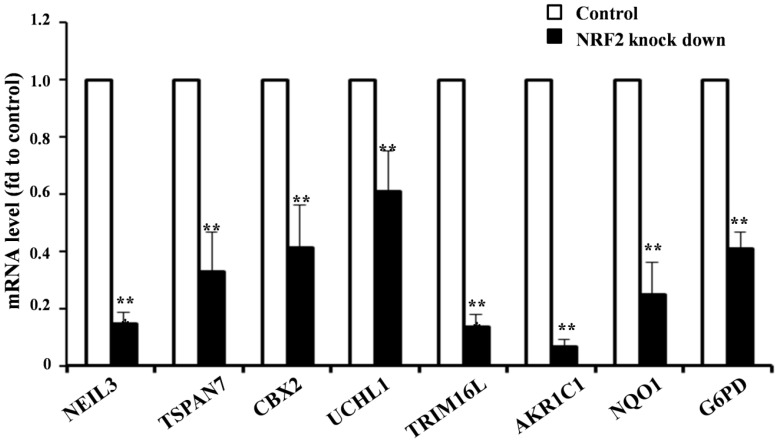 Control
NRF2 knock down
mRNA level (fd to control)
1.2
1.0
0.8
0.6
0.4
0.2
0
**
**
**
**
**
**
**
**
NEIL3
TSPAN7
CBX2
UCHL1
TRIM16L
AKR1C1
NQO1
G6PD